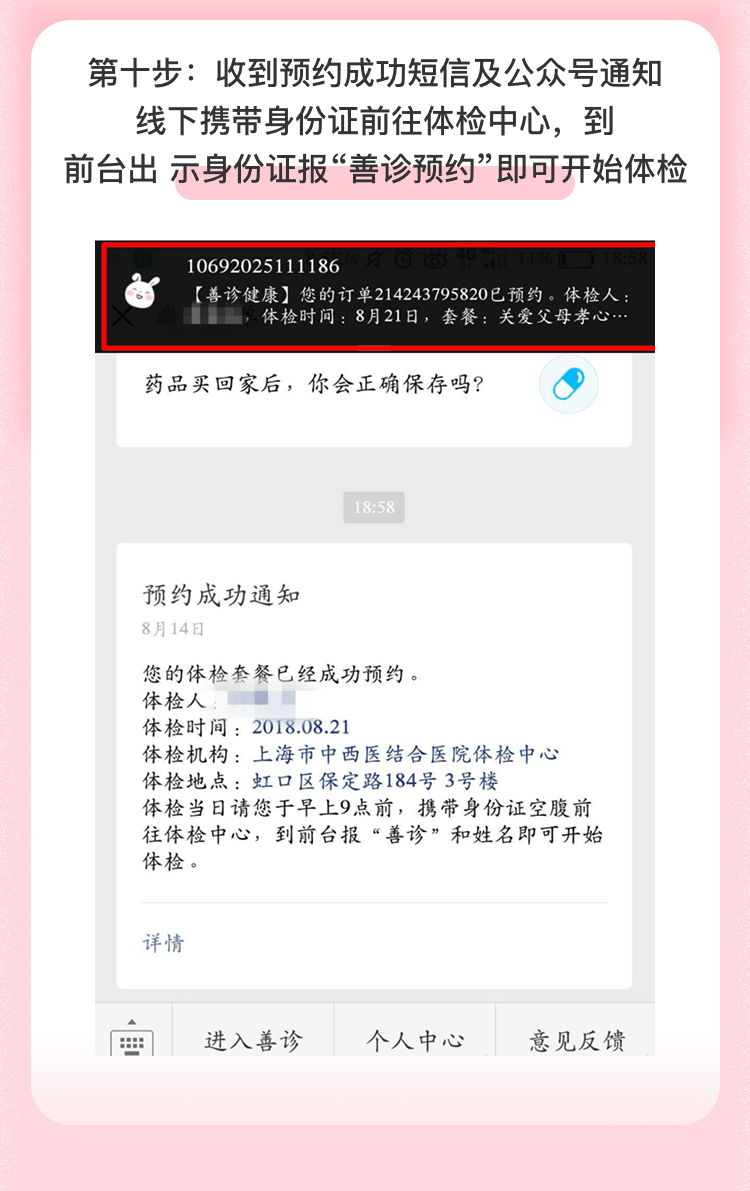 第十步：收到预约成功短信及公众号通知
线下携带身份证前往体检中心，到
前台出 示身份证报“善诊预约”即可开始体检
4G 11% 18:58
10692025111186
【善诊健康】您的订单214243795820已预约。体检人：
，体检时间：8月21日，套餐：关爱父母孝心…
药品买回家后，你会正确保存吗？
18:58
预约成功通知
8月14日
您的体检套餐已经成功预约。
体检人：
体检时间：2018.08.21
体检机构：上海市中西医结合医院体检中心
体检地点：虹口区保定路184号 3号楼
体检当日请您于早上9点前，携带身份证空腹前
往体检中心，到前台报“善诊”和姓名即可开始
体检。
详情
进入善诊 个人中心 意见反馈